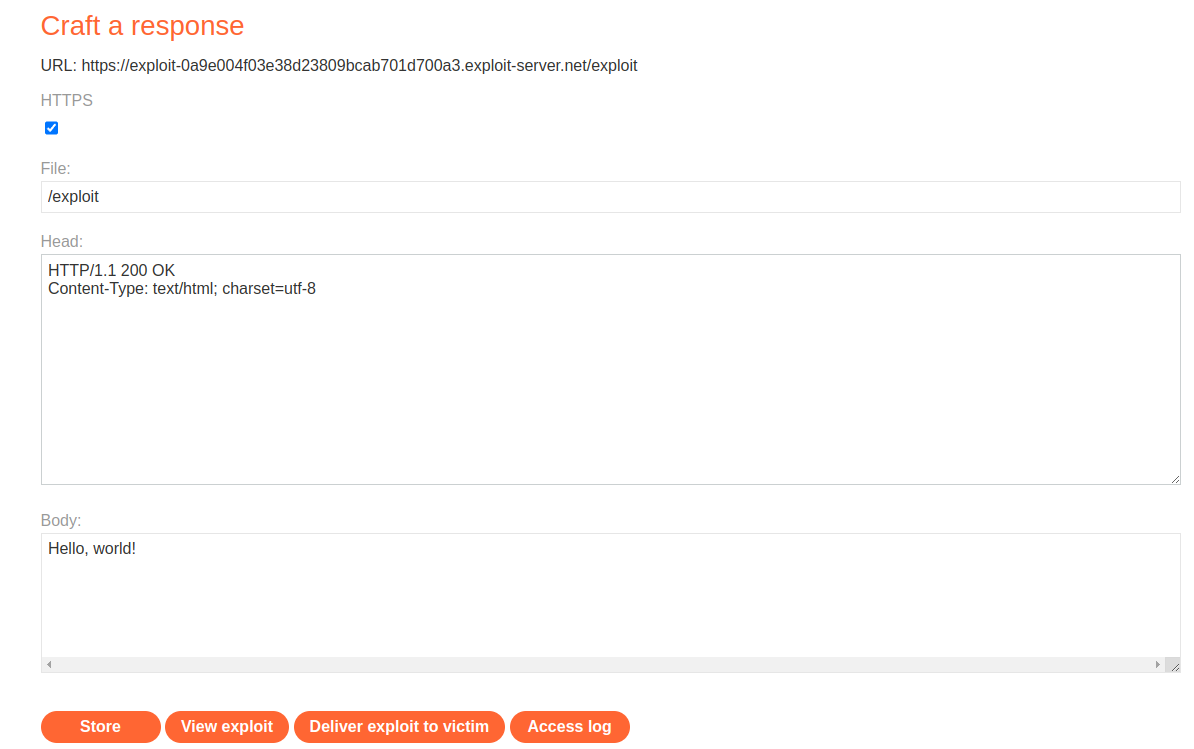 Craft a response
URL: https://exploit-0a9e004f03e38d23809bcab701d700a3.exploit-server.net/exploit
HTTPS
File:
/exploit
Head:
HTTP/1.1 200 OK
Content-Type: text/html; charset=utf-8
Body:
Hello, world!
Store
View exploit
Deliver exploit to victim
Access log